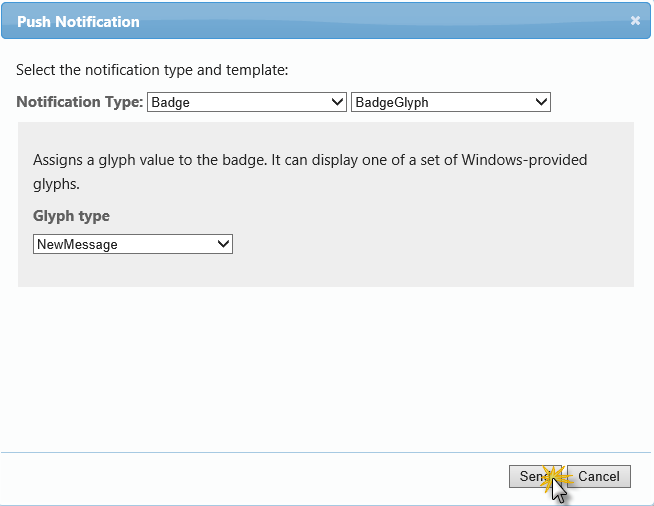 Push Notification
Select the notification type and template:
Notification Type: Badge BadgeGlyph
Assigns a glyph value to the badge. It can display one of a set of Windows-provided
glyphs.
Glyph type
NewMessage
Send Cancel